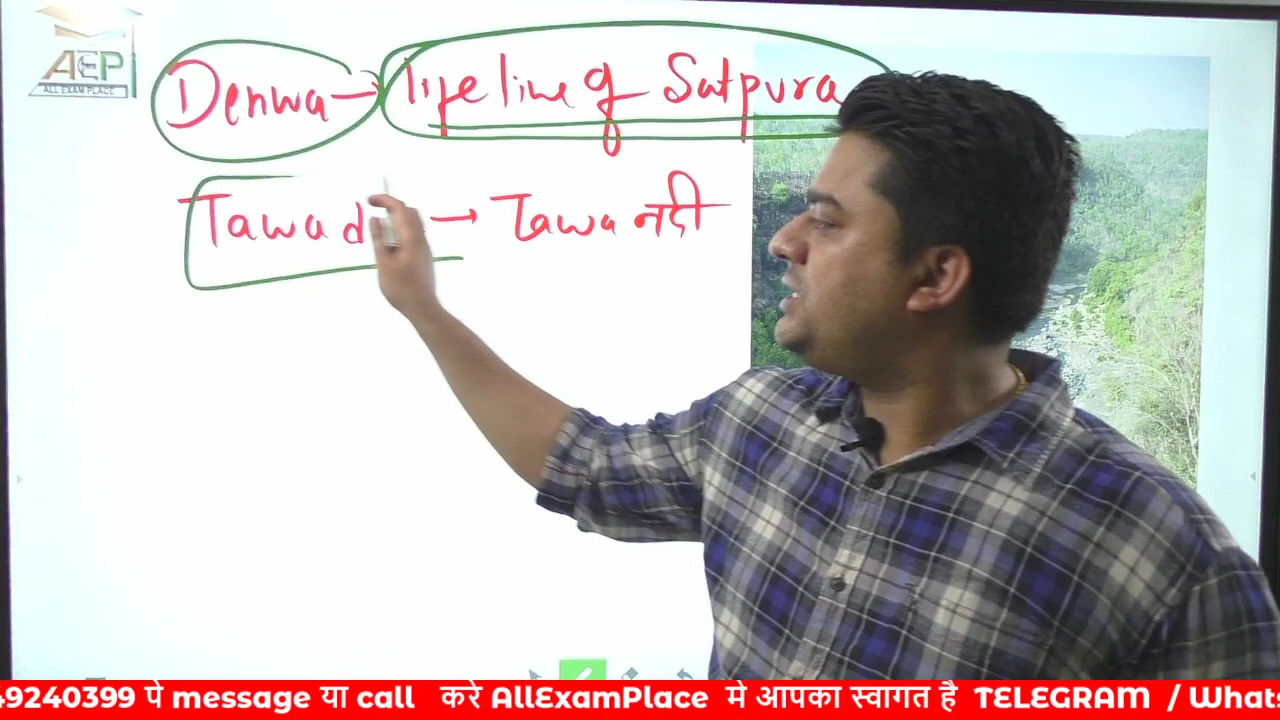 AEP
ALL EXAM PLACE
Denwa → life line of Satpura
Tawa d → Tawa नदी
49240399 पे message या call करे AllExamPlace मे आपका स्वागत है TELEGRAM / Whats